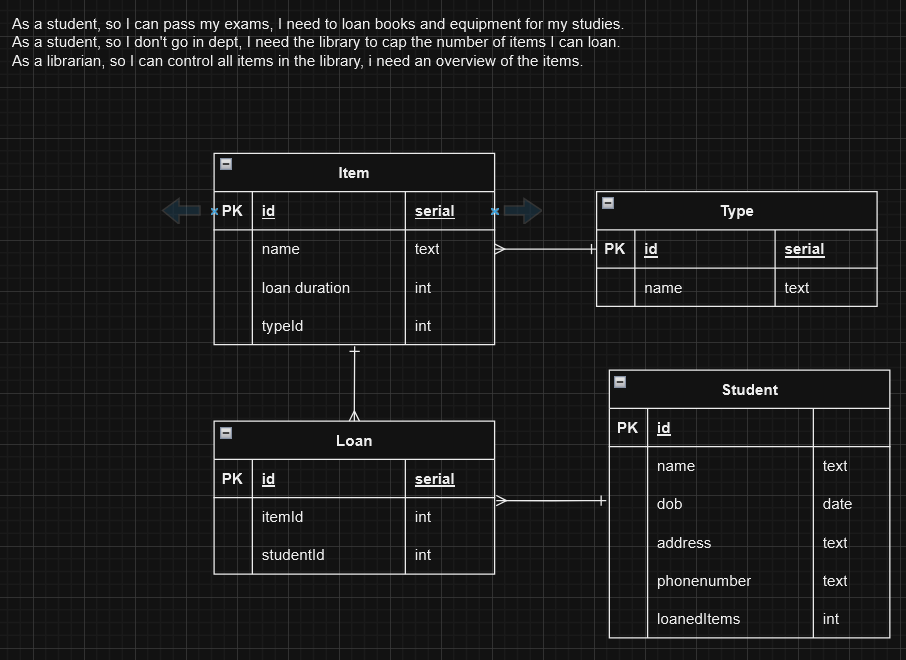 As a student, so I can pass my exams, I need to loan books and equipment for my studies.
As a student, so I don't go in dept, I need the library to cap the number of items I can loan.
As a librarian, so I can control all items in the library, i need an overview of the items.
Item
PK id serial
name text
loan duration int
typeId int
Type
PK id serial
name text
Loan
PK id serial
itemId int
studentId int
Student
PK id
name text
dob date
address text
phonenumber text
loanedItems int